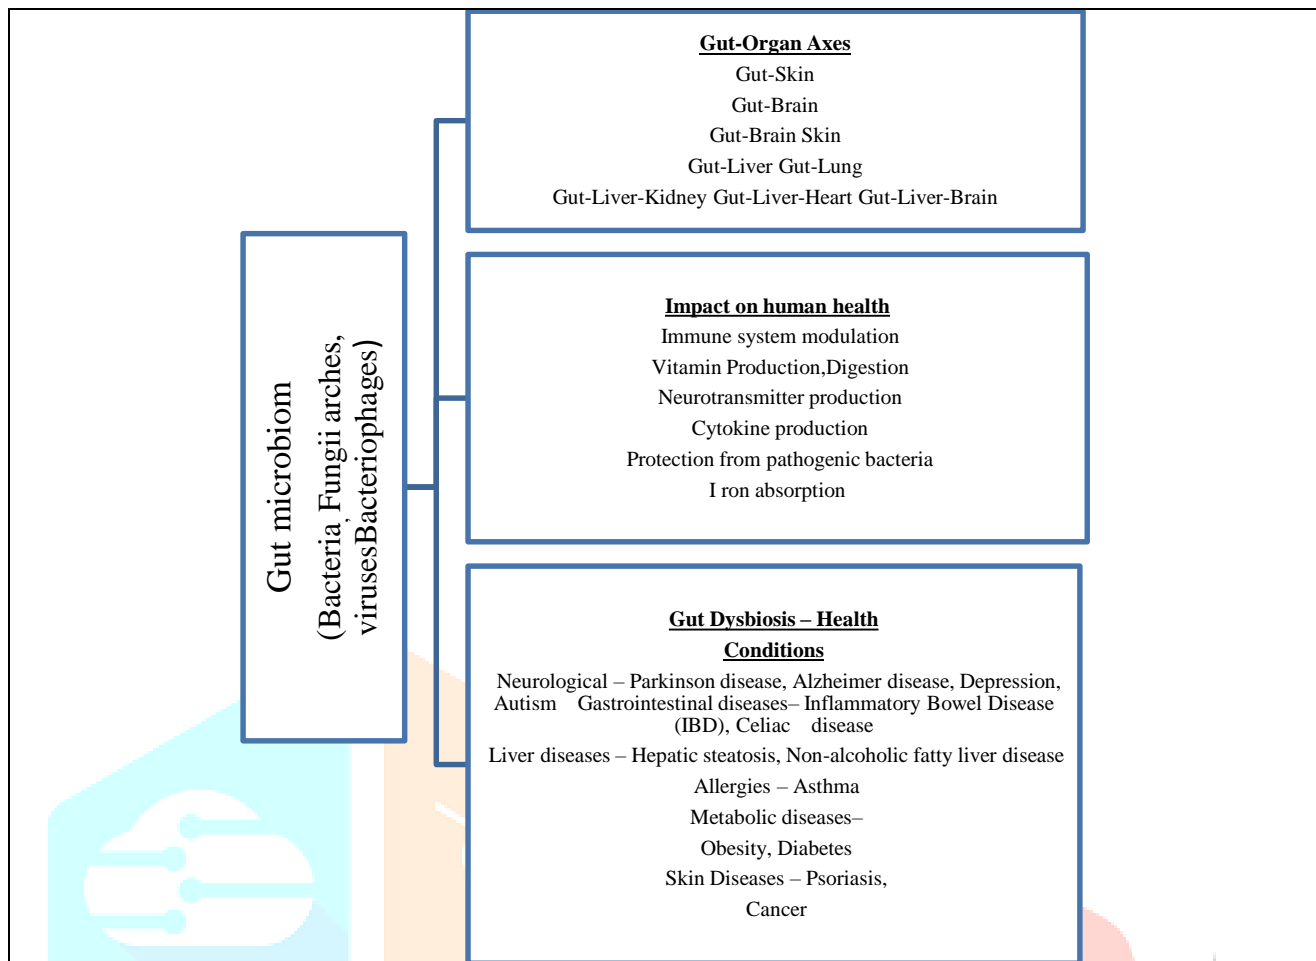 Gut microbiom
(Bacteria,Fungii arches,
virusesBacteriophages)
Gut-Organ Axes
Gut-Skin
Gut-Brain
Gut-Brain Skin
Gut-Liver Gut-Lung
Gut-Liver-Kidney Gut-Liver-Heart Gut-Liver-Brain
Impact on human health
Immune system modulation
Vitamin Production,Digestion
Neurotransmitter production
Cytokine production
Protection from pathogenic bacteria
I ron absorption
Gut Dysbiosis – Health
Conditions
Neurological – Parkinson disease, Alzheimer disease, Depression,
Autism Gastrointestinal diseases– Inflammatory Bowel Disease
(IBD), Celiac disease
Liver diseases – Hepatic steatosis, Non-alcoholic fatty liver disease
Allergies – Asthma
Metabolic diseases–
Obesity, Diabetes
Skin Diseases – Psoriasis,
Cancer